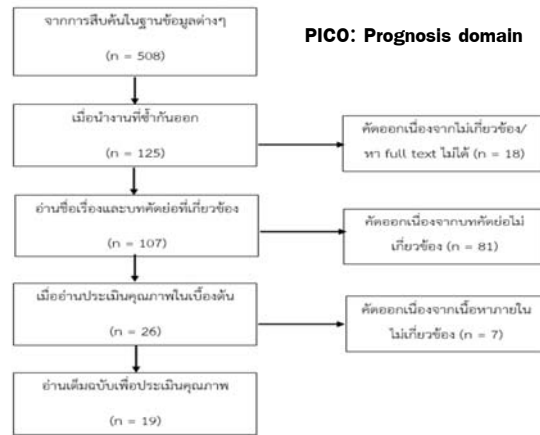 จากการสืบค้นในฐานข้อมูลต่างๆ
(n = 508)
PICO: Prognosis domain
เมื่อนำงานที่ซ้ำกันออก
(n = 125)
คัดออกเนื่องจากไม่เกี่ยวข้อง/
หา full text ไม่ได้ (n = 18)
อ่านชื่อเรื่องและบทคัดย่อที่เกี่ยวข้อง
(n = 107)
คัดออกเนื่องจากบทคัดย่อไม่
เกี่ยวข้อง (n = 81)
เมื่ออ่านประเมินคุณภาพในเบื้องต้น
(n = 26)
คัดออกเนื่องจากเนื้อหาภายใน
ไม่เกี่ยวข้อง (n = 7)
อ่านเต็มฉบับเพื่อประเมินคุณภาพ
(n = 19)